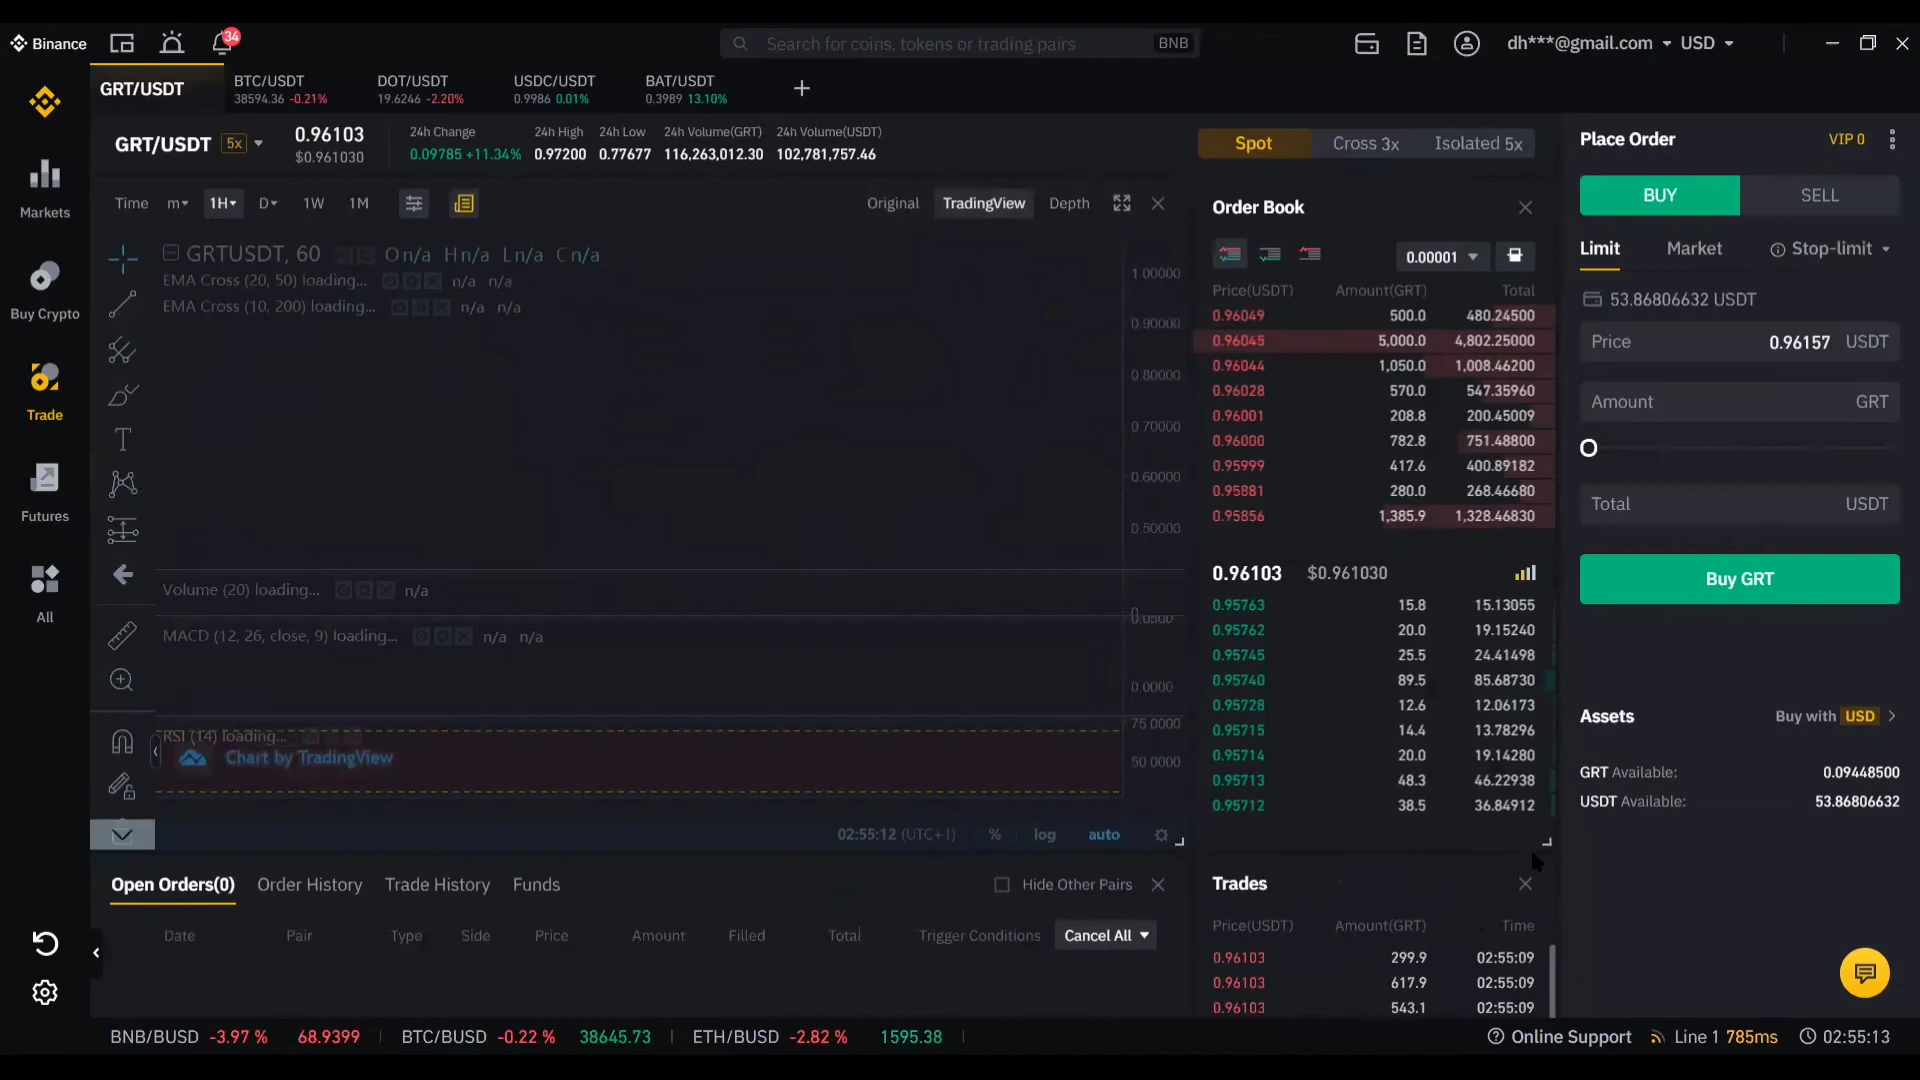 Binance 34 Search for coins, tokens or trading pairs BNB dh***@gmail.com USD
GRT/USDT
BTC/USDT
38594.36 -0.21%
DOT/USDT
19.6246 -2.20%
USDC/USDT
0.9986 0.01%
BAT/USDT
0.3989 13.10%
Markets
Buy Crypto
Trade
Futures
All
GRT/USDT 5x
0.96103
$0.961030
24h Change
0.09785 +11.34%
24h High
0.97200
24h Low
0.77677
24h Volume(GRT)
116,263,012.30
24h Volume(USDT)
102,781,757.46
Time m 1H D 1W 1M Original TradingView Depth
GRTUSDT, 60 On/a Hn/a Ln/a Cn/a
EMA Cross (20, 50) loading... n/a n/a
EMA Cross (10, 200) loading... n/a n/a
1.00000
0.90000
0.80000
0.70000
0.60000
0.50000
Volume (20) loading... n/a
0
0.0500
MACD (12, 26, close, 9) loading... n/a n/a
0.0000
75.0000
RSI (14) loading...
Chart by TradingView
50.0000
02:55:12 (UTC+1) % log auto
Open Orders(0) Order History Trade History Funds Hide Other Pairs
Date Pair Type Side Price Amount Filled Total Trigger Conditions Cancel All
Spot Cross 3x Isolated 5x
Order Book
0.00001
Price(USDT) Amount(GRT) Total
0.96049 500.0 480.24500
0.96045 5,000.0 4,802.25000
0.96044 1,050.0 1,008.46200
0.96028 570.0 547.35960
0.96001 208.8 200.45009
0.96000 782.8 751.48800
0.95999 417.6 400.89182
0.95881 280.0 268.46680
0.95856 1,385.9 1,328.46830
0.96103 $0.961030
0.95763 15.8 15.13055
0.95762 20.0 19.15240
0.95745 25.5 24.41498
0.95740 89.5 85.68730
0.95728 12.6 12.06173
0.95715 14.4 13.78296
0.95714 20.0 19.14280
0.95713 48.3 46.22938
0.95712 38.5 36.84912
Trades
Price(USDT) Amount(GRT) Time
0.96103 299.9 02:55:09
0.96103 617.9 02:55:09
0.96103 543.1 02:55:09
Place Order VIP 0
BUY SELL
Limit Market Stop-limit
53.86806632 USDT
Price 0.96157 USDT
Amount GRT
Total USDT
Buy GRT
Assets Buy with USD
GRT Available: 0.09448500
USDT Available: 53.86806632
BNB/BUSD -3.97 % 68.9399 BTC/BUSD -0.22 % 38645.73 ETH/BUSD -2.82 % 1595.38 Online Support Line 1 785ms 02:55:13